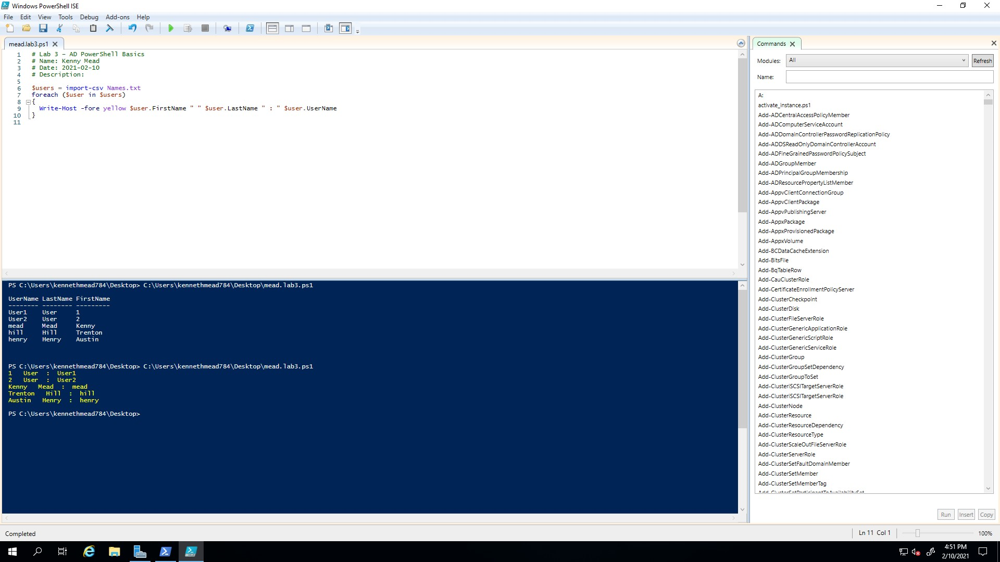 Windows PowerShell ISE
File Edit View Tools Debug Add-ons Help
mead.lab3.ps1
1 # Lab 3 - AD PowerShell Basics
2 # Name: Kenny Mead
3 # Date: 2021-02-10
4 # Description:
5
6 $users = import-csv Names.txt
7 foreach ($user in $users)
8 {
9 Write-Host -fore yellow $user.FirstName " " $user.LastName " : " $user.UserName
10 }
11
PS C:\Users\kennethmead784\Desktop> C:\Users\kennethmead784\Desktop\mead.lab3.ps1
UserName LastName FirstName
-------- -------- ---------
User1 User 1
User2 User 2
mead Mead Kenny
hill Hill Trenton
henry Henry Austin
PS C:\Users\kennethmead784\Desktop> C:\Users\kennethmead784\Desktop\mead.lab3.ps1
1 User : User1
2 User : User2
Kenny Mead : mead
Trenton Hill : hill
Austin Henry : henry
PS C:\Users\kennethmead784\Desktop>
Commands
Modules: All Refresh
Name:
A:
activate_instance.ps1
Add-ADCentralAccessPolicyMember
Add-ADComputerServiceAccount
Add-ADDomainControllerPasswordReplicationPolicy
Add-ADDSReadOnlyDomainControllerAccount
Add-ADFineGrainedPasswordPolicySubject
Add-ADGroupMember
Add-ADPrincipalGroupMembership
Add-ADResourcePropertyListMember
Add-AppvClientConnectionGroup
Add-AppvClientPackage
Add-AppvPublishingServer
Add-AppxPackage
Add-AppxProvisionedPackage
Add-AppxVolume
Add-BCDataCacheExtension
Add-BitsFile
Add-BqTableRow
Add-CauClusterRole
Add-CertificateEnrollmentPolicyServer
Add-ClusterCheckpoint
Add-ClusterDisk
Add-ClusterFileServerRole
Add-ClusterGenericApplicationRole
Add-ClusterGenericScriptRole
Add-ClusterGenericServiceRole
Add-ClusterGroup
Add-ClusterGroupSetDependency
Add-ClusterGroupToSet
Add-ClusteriSCSITargetServerRole
Add-ClusteriSCSITargetServerRole
Add-ClusterNode
Add-ClusterResource
Add-ClusterResourceDependency
Add-ClusterResourceType
Add-ClusterScaleOutFileServerRole
Add-ClusterServerRole
Add-ClusterSetFaultDomainMember
Add-ClusterSetMember
Add-ClusterSetMemberTag
Add-ClusterSetParticipantToAvailabilitySet
Run Insert Copy
Completed
Ln 11 Col 1
100%
4:51 PM
2/10/2021